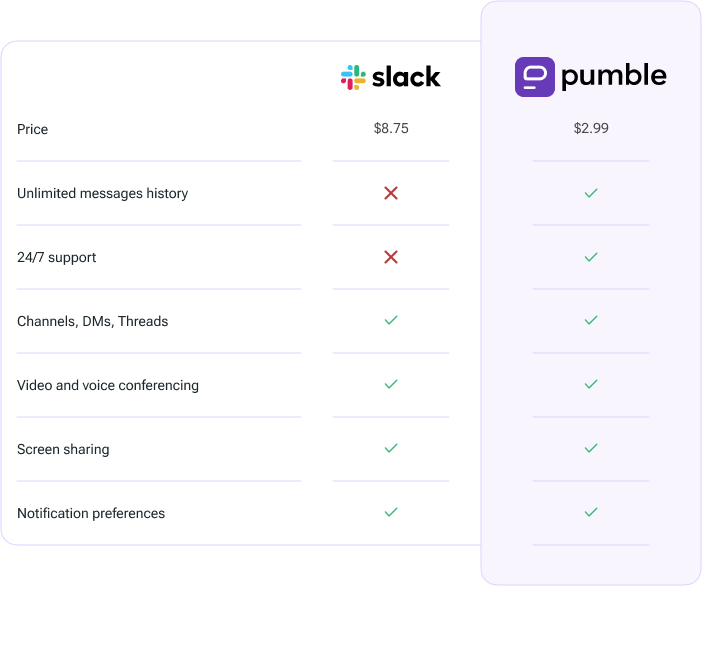 slack
pumble
Price $8.75 $2.99
Unlimited messages history
24/7 support
Channels, DMs, Threads
Video and voice conferencing
Screen sharing
Notification preferences